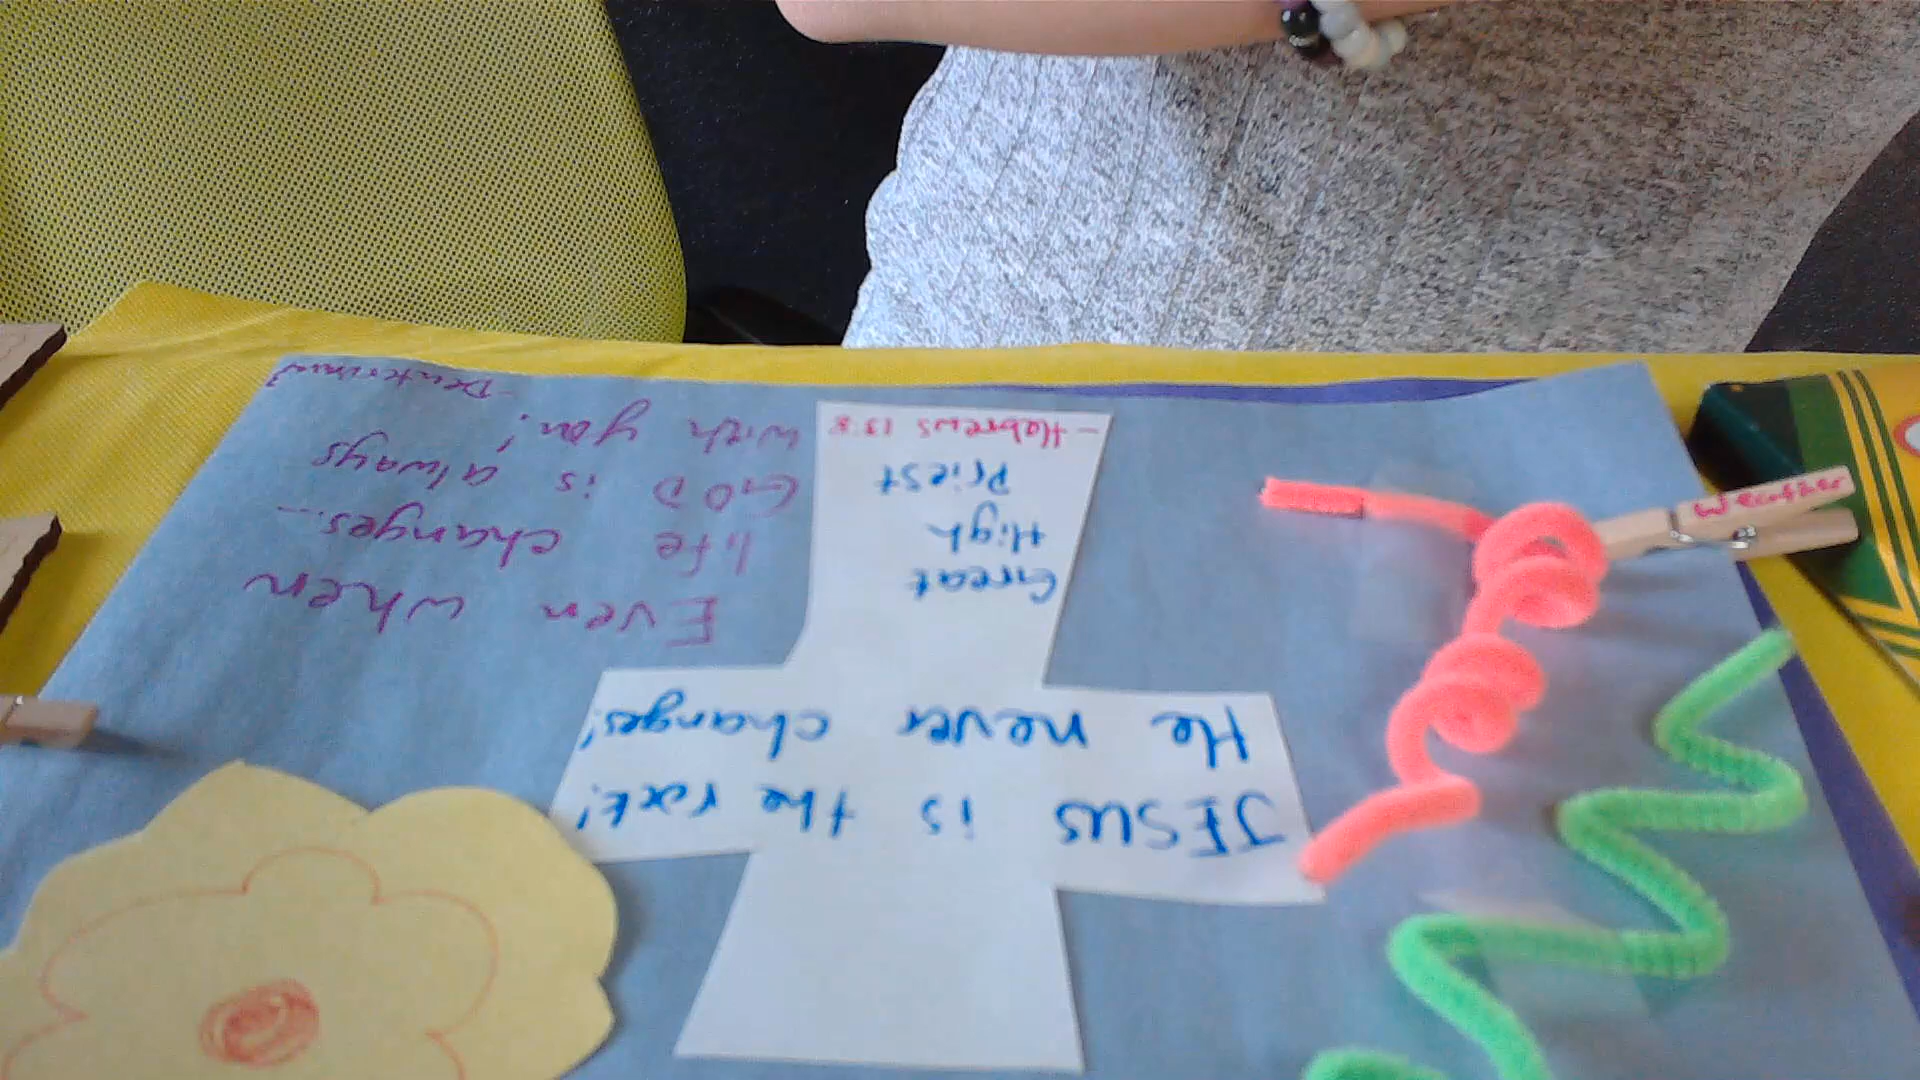 JESUS is the rock!
He never changes!
Great
High
Priest
- Hebrews 13:8
Even when
life changes...
GOD is always
with you!
weather